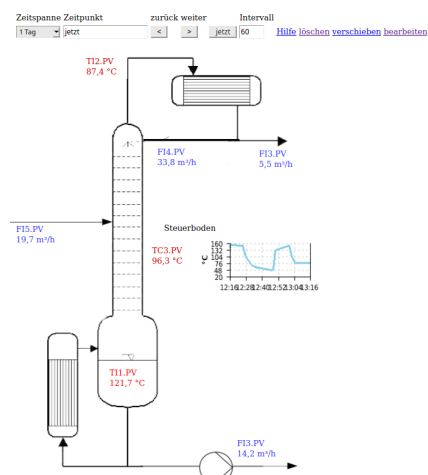 Zeitspanne Zeitpunkt zurück weiter Intervall
1 Tag jetzt < > jetzt 60 Hilfe löschen verschieben bearbeiten
TI2.PV
87,4 °C
FI4.PV
33,8 m³/h
FI3.PV
5,5 m³/h
FI5.PV
19,7 m³/h
Steuerboden
TC3.PV
96,3 °C
°C
160
132
104
76
48
20
12:16 12:28 12:40 12:52 13:04 13:16
TI1.PV
121,7 °C
FI3.PV
14,2 m³/h